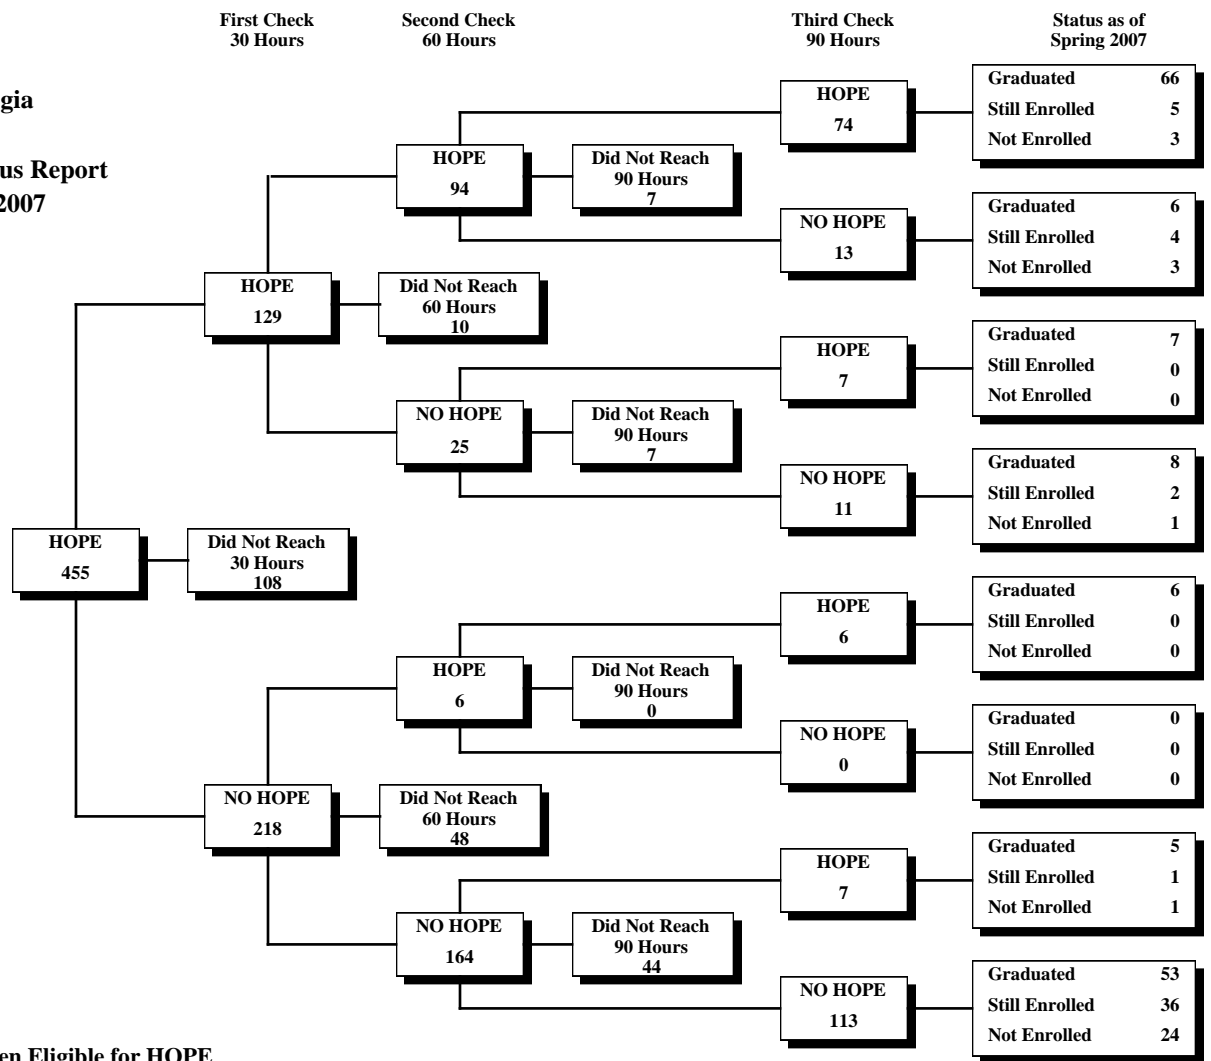 First Check
30 Hours
Second Check
60 Hours
Third Check
90 Hours
Status as of
Spring 2007
gia
us Report
2007
HOPE
455
Did Not Reach
30 Hours
108
HOPE
129
Did Not Reach
60 Hours
10
NO HOPE
218
Did Not Reach
60 Hours
48
HOPE
94
Did Not Reach
90 Hours
7
NO HOPE
25
Did Not Reach
90 Hours
7
HOPE
6
Did Not Reach
90 Hours
0
NO HOPE
164
Did Not Reach
90 Hours
44
HOPE
74
Graduated 66
Still Enrolled 5
Not Enrolled 3
NO HOPE
13
Graduated 6
Still Enrolled 4
Not Enrolled 3
HOPE
7
Graduated 7
Still Enrolled 0
Not Enrolled 0
NO HOPE
11
Graduated 8
Still Enrolled 2
Not Enrolled 1
HOPE
6
Graduated 6
Still Enrolled 0
Not Enrolled 0
NO HOPE
0
Graduated 0
Still Enrolled 0
Not Enrolled 0
HOPE
7
Graduated 5
Still Enrolled 1
Not Enrolled 1
NO HOPE
113
Graduated 53
Still Enrolled 36
Not Enrolled 24
en Eligible for HOPE